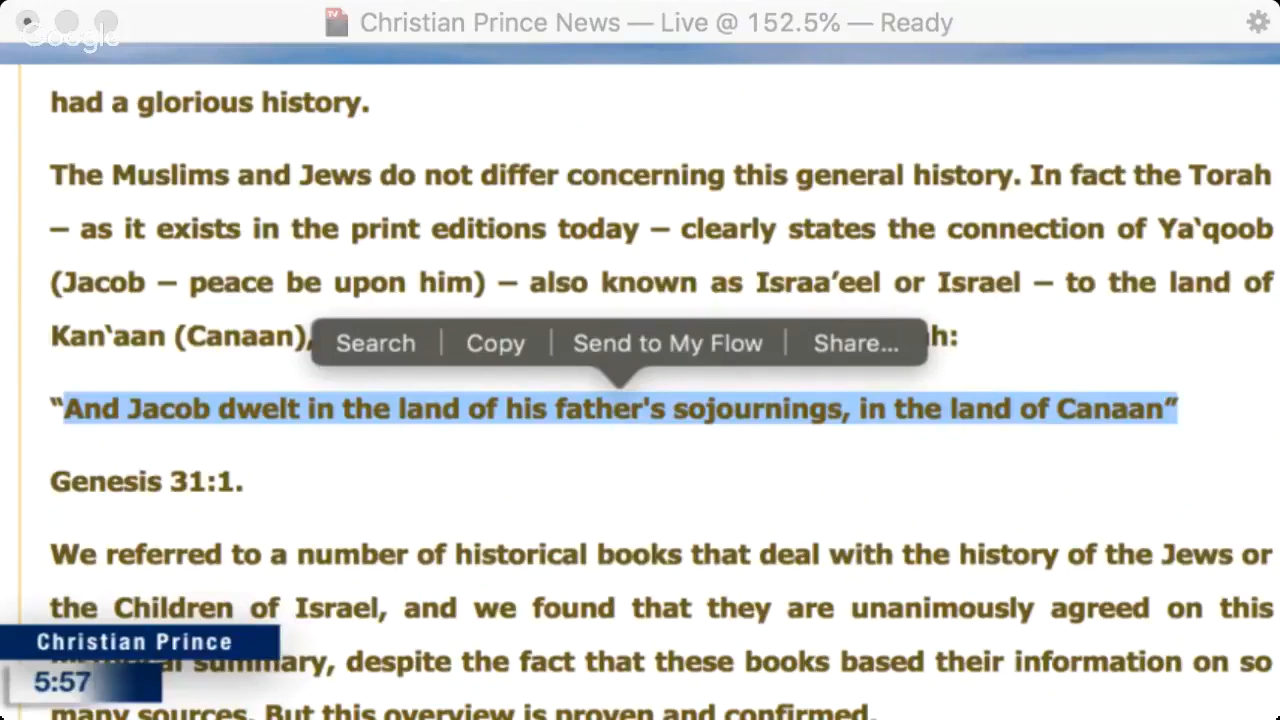 Christian Prince News — Live @ 152.5% — Ready
Google
had a glorious history.
The Muslims and Jews do not differ concerning this general history. In fact the Torah
– as it exists in the print editions today – clearly states the connection of Ya‘qoob
(Jacob – peace be upon him) – also known as Israa’eel or Israel – to the land of
Kan‘aan (Canaan), h:
Search Copy Send to My Flow Share...
“And Jacob dwelt in the land of his father's sojournings, in the land of Canaan”
Genesis 31:1.
We referred to a number of historical books that deal with the history of the Jews or
the Children of Israel, and we found that they are unanimously agreed on this
summary, despite the fact that these books based their information on so
many sources. But this overview is proven and confirmed.
Christian Prince
5:57